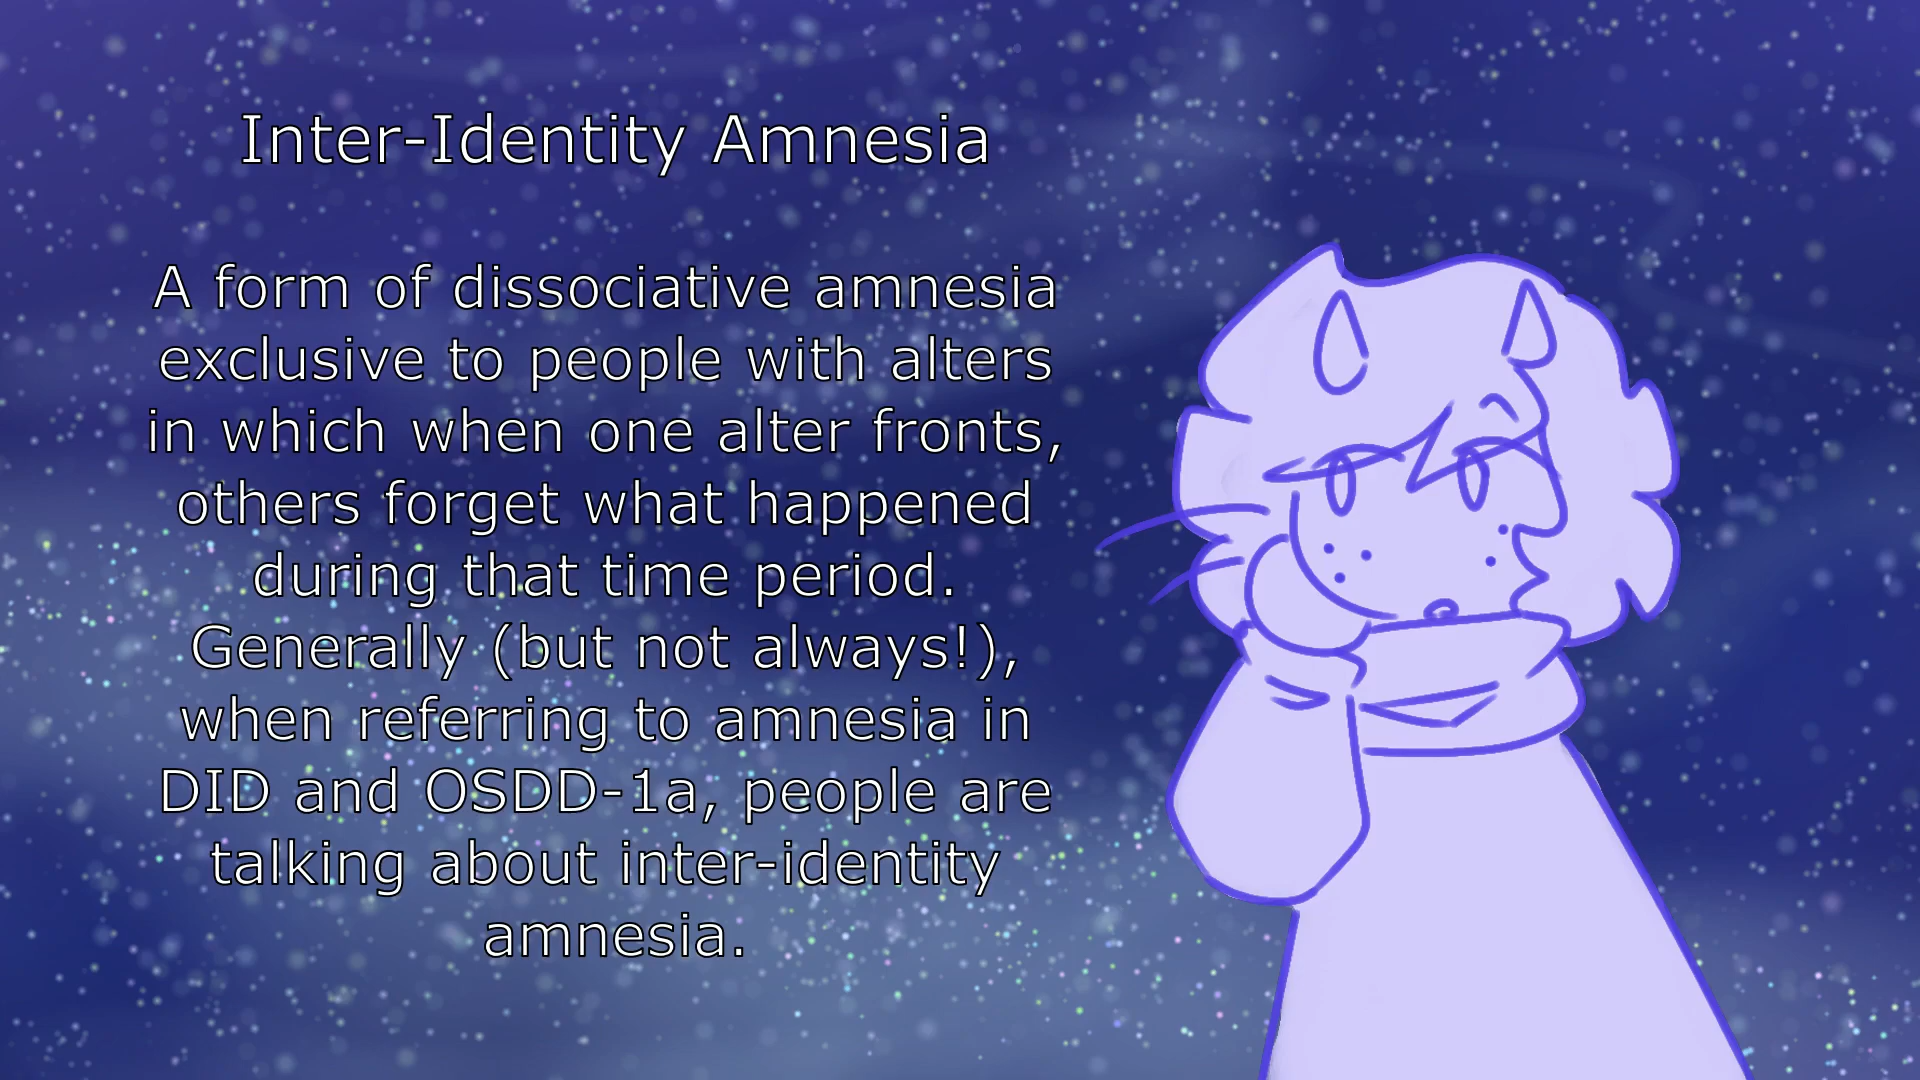 Inter-Identity Amnesia
A form of dissociative amnesia
exclusive to people with alters
in which when one alter fronts,
others forget what happened
during that time period.
Generally (but not always!),
when referring to amnesia in
DID and OSDD-1a, people are
talking about inter-identity
amnesia.